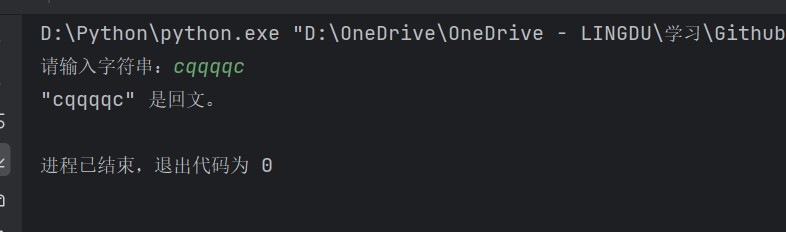 D:\Python\python.exe "D:\OneDrive\OneDrive - LINGDU\学习\Github
请输入字符串：cqqqqc
"cqqqqc" 是回文。
进程已结束，退出代码为 0